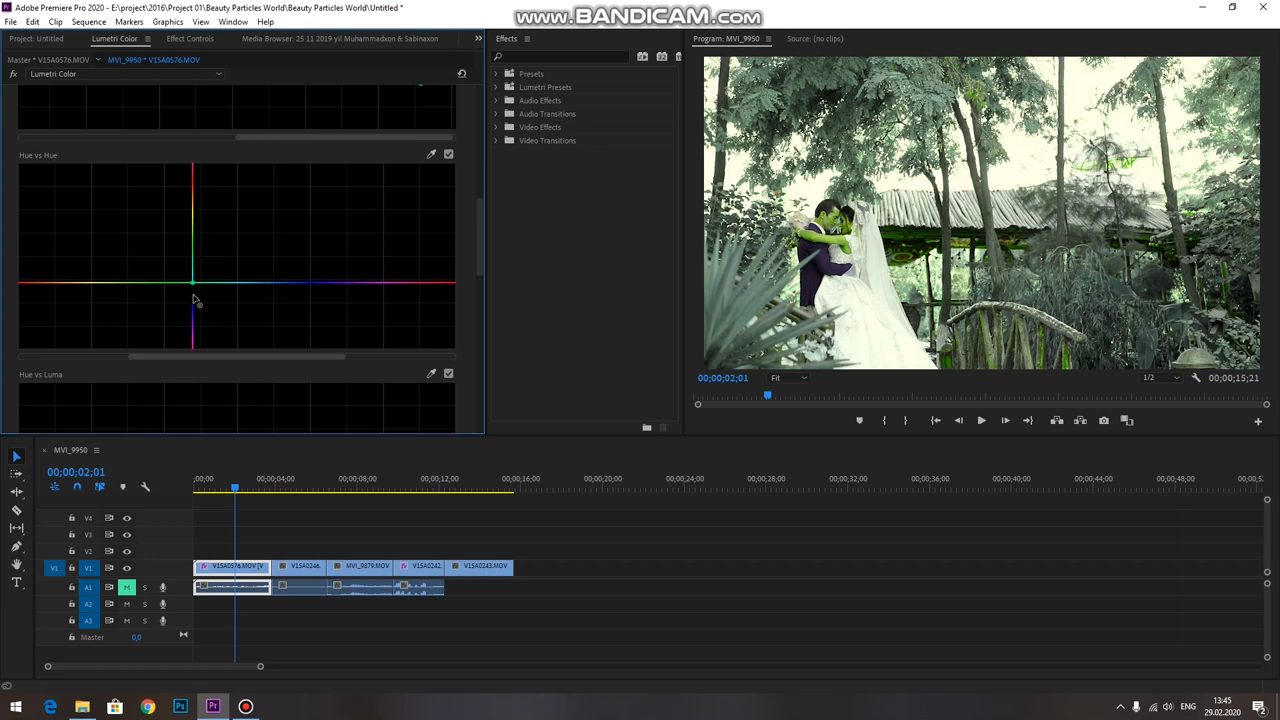 Adobe Premiere Pro 2020 - E:\project\2016\Project 01\Beauty Particles World\Beauty Particles World\Untitled *
www.BANDICAM.com
File Edit Clip Sequence Markers Graphics View Window Help
Project: Untitled Lumetri Color Effect Controls Media Browser: 25 11 2019 yil Muhammadxon & Sabinaxon
Effects
Program: MVI_9950 Source: (no clips)
Master * V15A0576.MOV MVI_9950 * V15A0576.MOV
fx Lumetri Color
Presets
Lumetri Presets
Audio Effects
Audio Transitions
Video Effects
Video Transitions
Hue vs Hue
Hue vs Luma
00;00;02;01 Fit 1/2 00;00;15;21
MVI_9950
00;00;02;01
;00;00 00;00;04;00 00;00;08;00 00;00;12;00 00;00;16;00 00;00;20;00 00;00;24;00 00;00;28;00 00;00;32;00 00;00;36;00 00;00;40;00 00;00;44;00 00;00;48;00 00;00;52;
V4
V3
V2
V1 V1 V15A0576.MOV [V V15A0246. MVI_9879.MOV V15A0242. V15A0243.MOV
A1 M S
A2 M S
A3 M S
Master 0,0
Ps Pr
ENG
13:45
29.02.2020
2